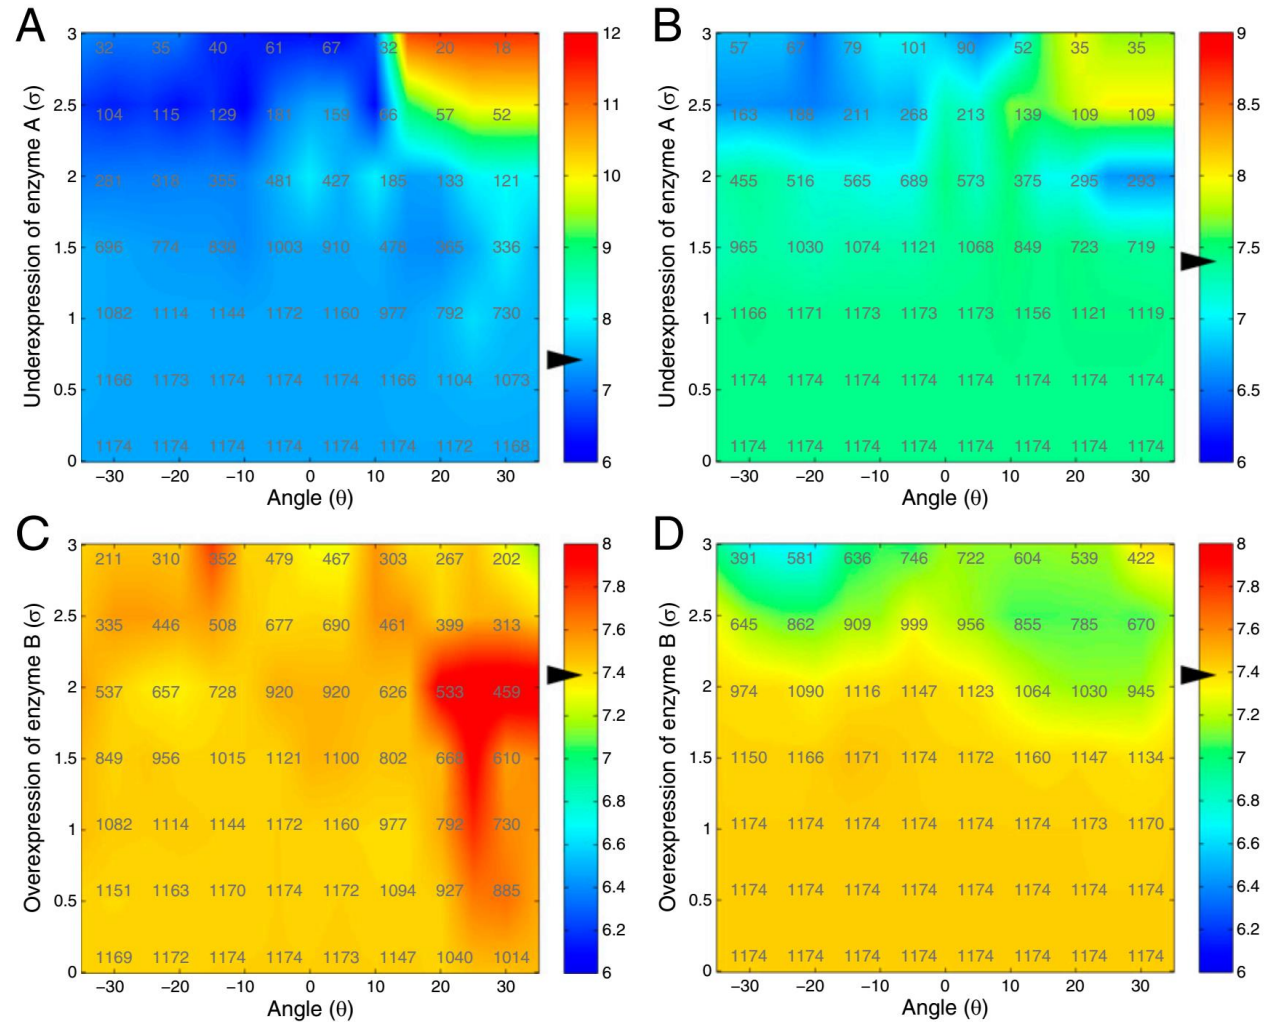 A
3 32 35 40 61 67 32 20 18 12
11
2.5 104 115 129 181 159 66 57 52
10
2 281 319 355 481 427 185 133 121
9
1.5 696 774 838 1003 910 478 365 336
8
1 1082 1114 1144 1172 1160 977 792 730
0.5 1166 1173 1174 1174 1174 1166 1104 1073
7
0 1174 1174 1174 1174 1174 1174 1172 1168 6
−30 −20 −10 0 10 20 30
Angle (θ)
Underexpression of enzyme A (σ)
B
3 57 67 79 101 90 52 35 35 9
8.5
2.5 163 188 211 268 213 139 109 109
8
2 455 516 565 689 573 375 295 293
7.5
1.5 965 1030 1074 1121 1068 849 723 719
7
1 1166 1171 1173 1173 1173 1156 1121 1119
0.5 1174 1174 1174 1174 1174 1174 1174 1174
6.5
0 1174 1174 1174 1174 1174 1174 1174 1174 6
−30 −20 −10 0 10 20 30
Angle (θ)
Underexpression of enzyme A (σ)
C
3 211 310 352 479 467 303 267 202 8
7.8
2.5 335 446 508 677 690 461 399 313 7.6
7.4
2 537 657 728 920 920 626 533 459
7.2
1.5 849 956 1015 1121 1100 802 668 610 7
6.8
1 1082 1114 1144 1172 1160 977 792 730
6.6
0.5 1151 1163 1170 1174 1172 1094 927 885 6.4
6.2
0 1169 1172 1174 1174 1173 1147 1040 1014 6
−30 −20 −10 0 10 20 30
Angle (θ)
Overexpression of enzyme B (σ)
D
3 391 581 636 746 722 604 539 422 8
7.8
2.5 645 862 909 999 956 855 785 670 7.6
7.4
2 974 1090 1116 1147 1123 1064 1030 945
7.2
1.5 1150 1166 1171 1174 1172 1160 1147 1134 7
6.8
1 1174 1174 1174 1174 1174 1174 1173 1170
6.6
0.5 1174 1174 1174 1174 1174 1174 1174 1174 6.4
6.2
0 1174 1174 1174 1174 1174 1174 1174 1174 6
−30 −20 −10 0 10 20 30
Angle (θ)
Overexpression of enzyme B (σ)